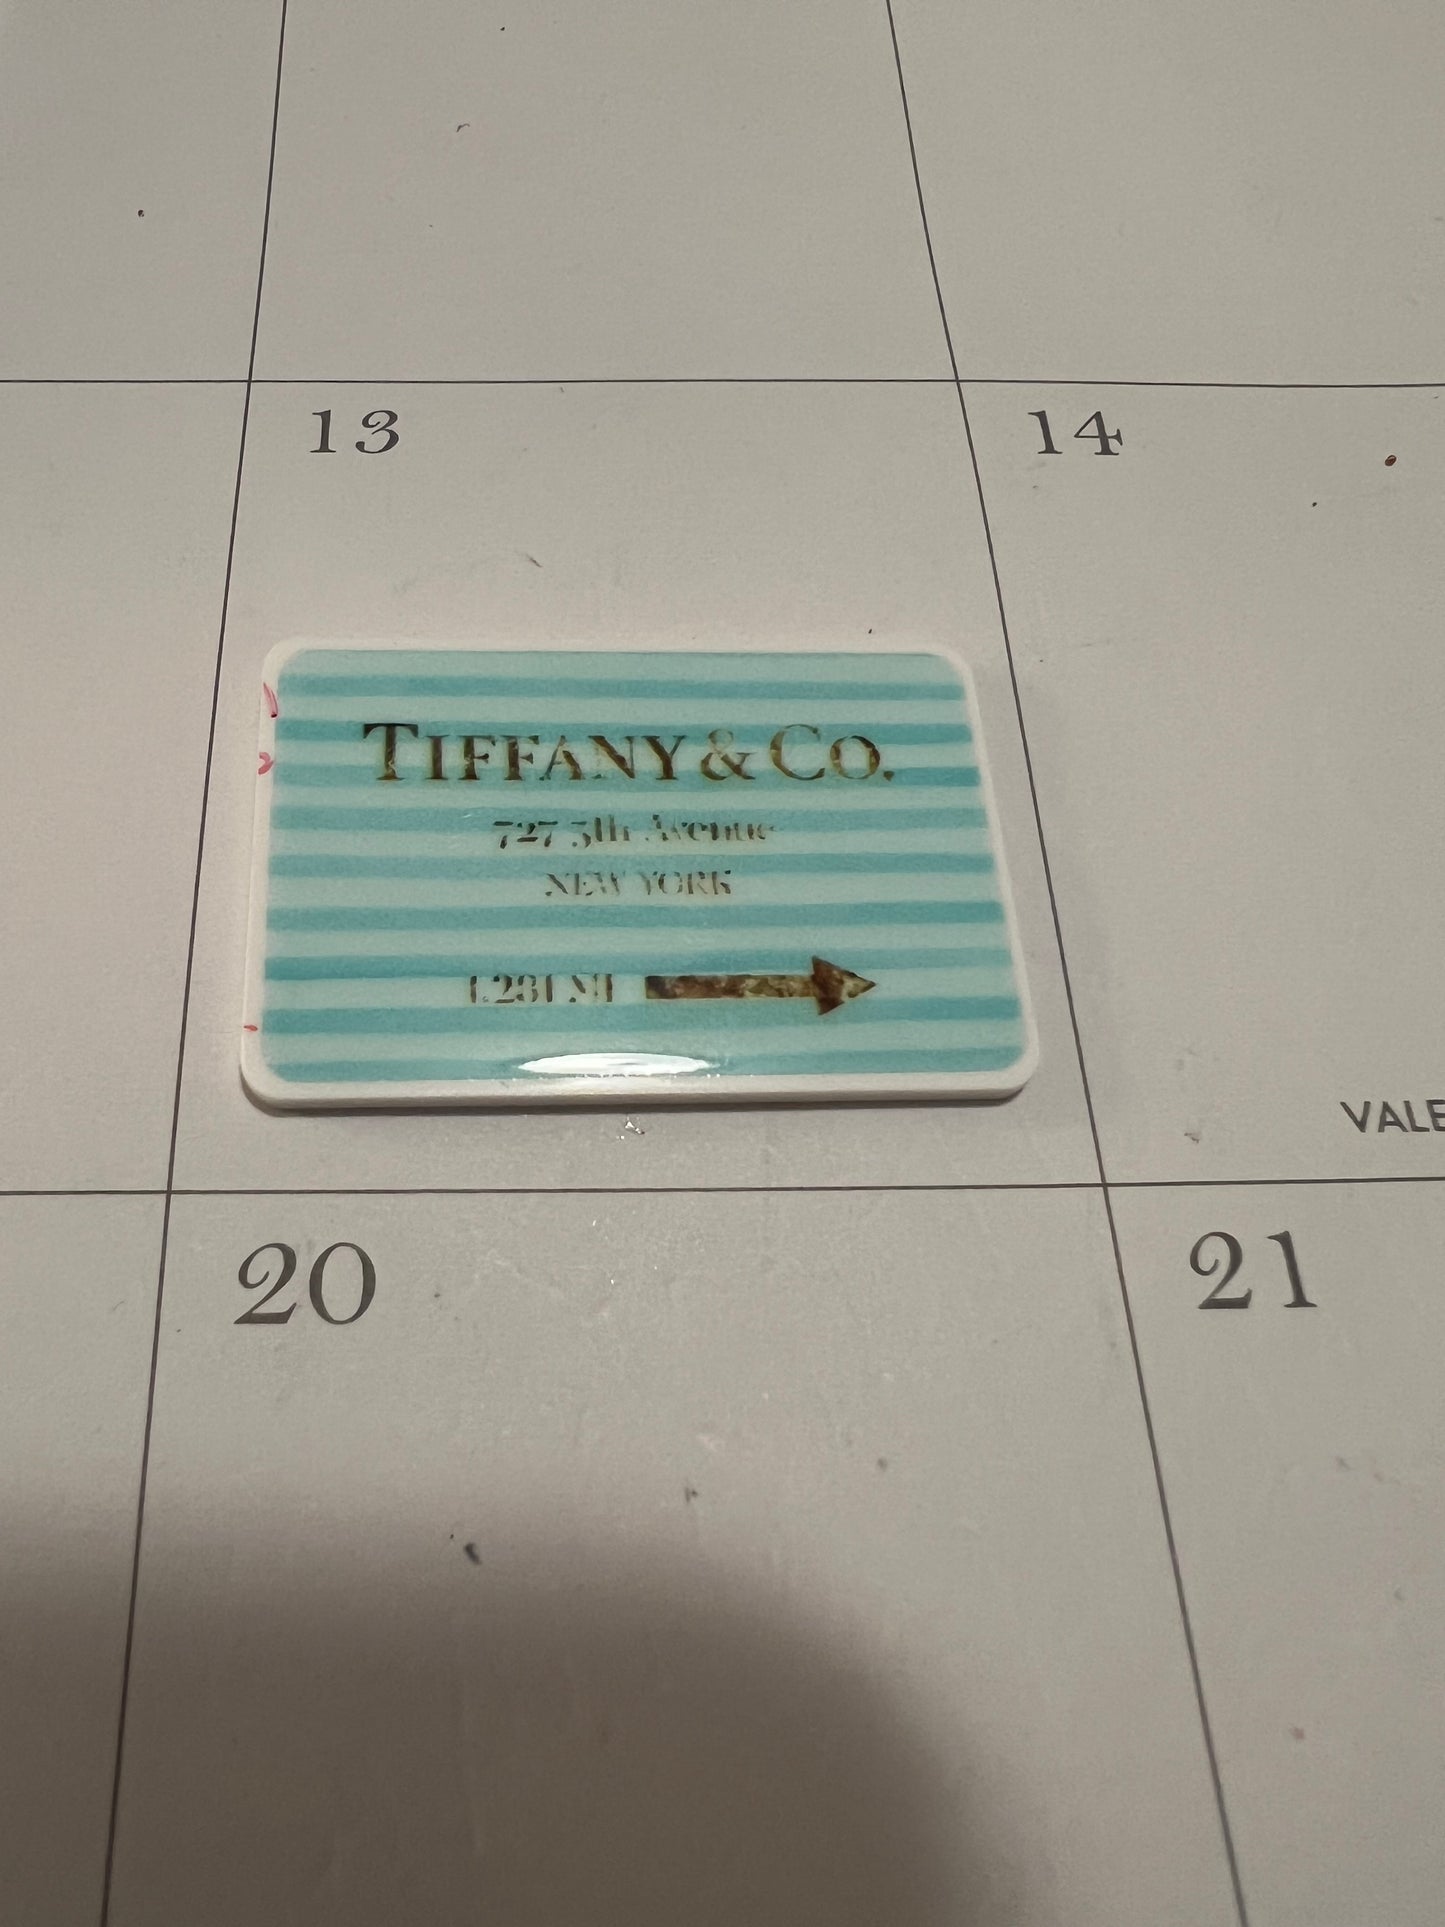 13
14
TIFFANY & CO.
727 5th Avenue
NEW YORK
1.281 MI
VALE
20
21